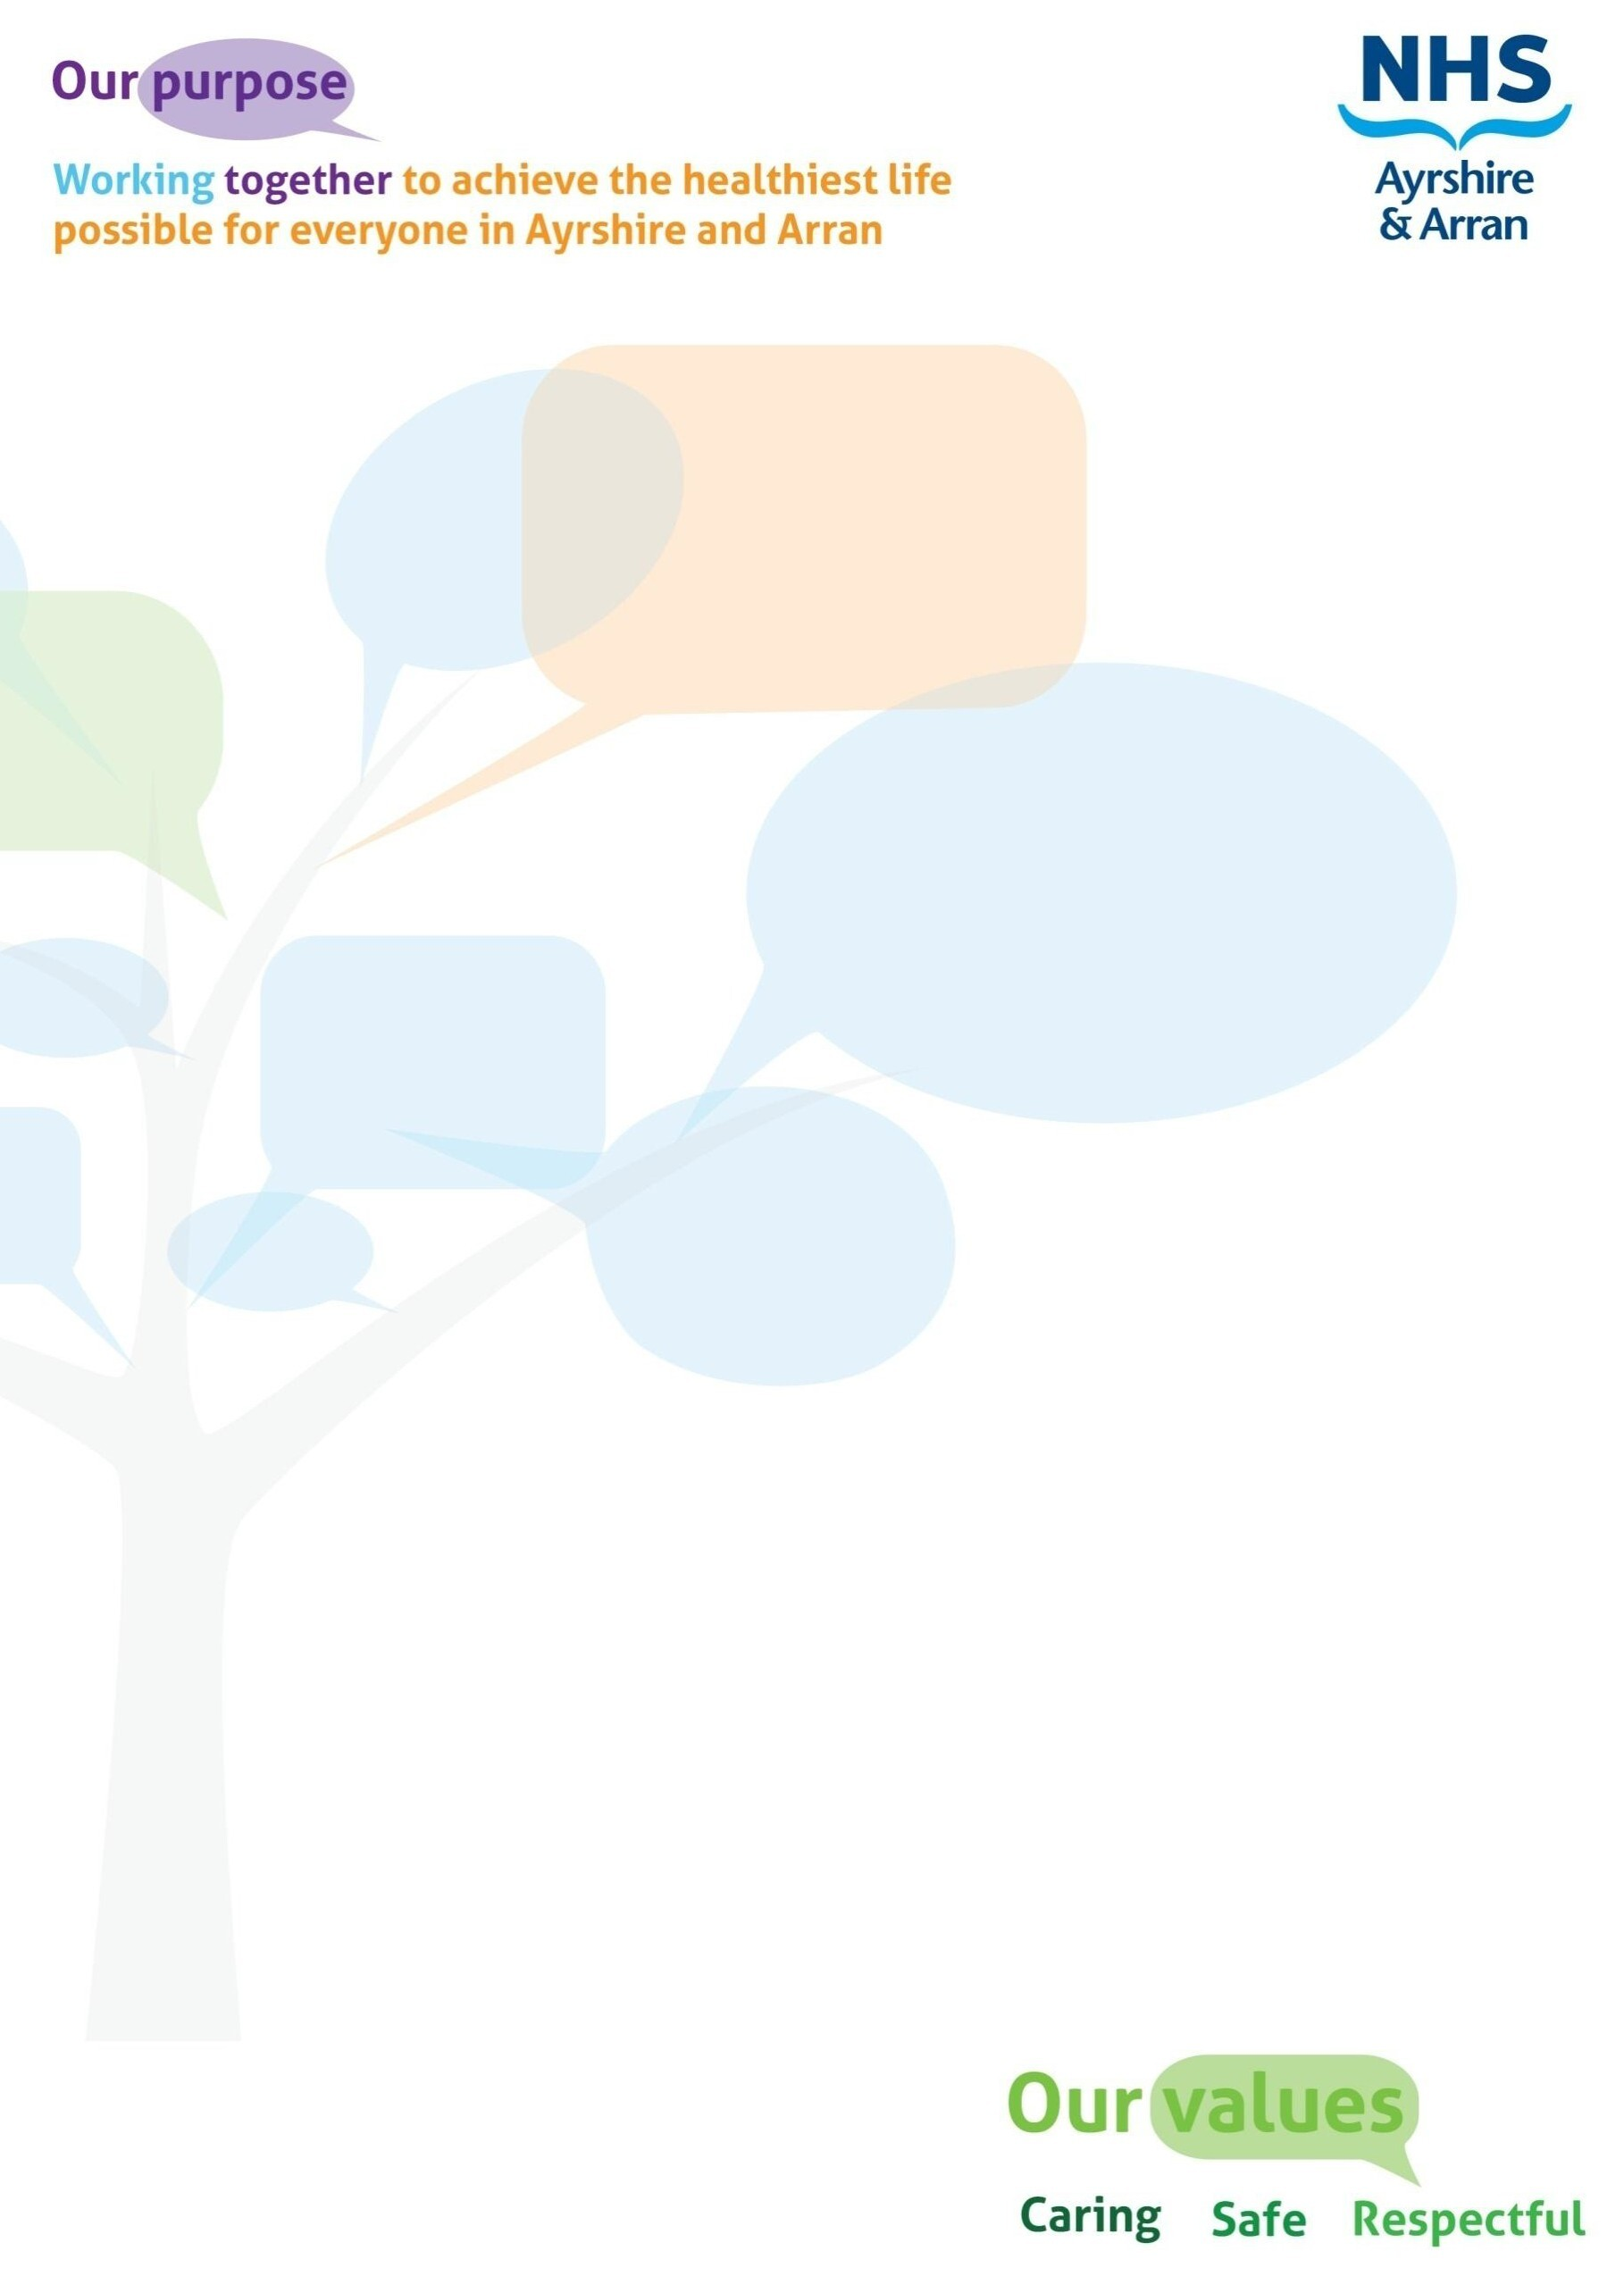 Our purpose
NHS
Working together to achieve the healthiest life
possible for everyone in Ayrshire and Arran
Ayrshire
& Arran
Our values
Caring Safe Respectful